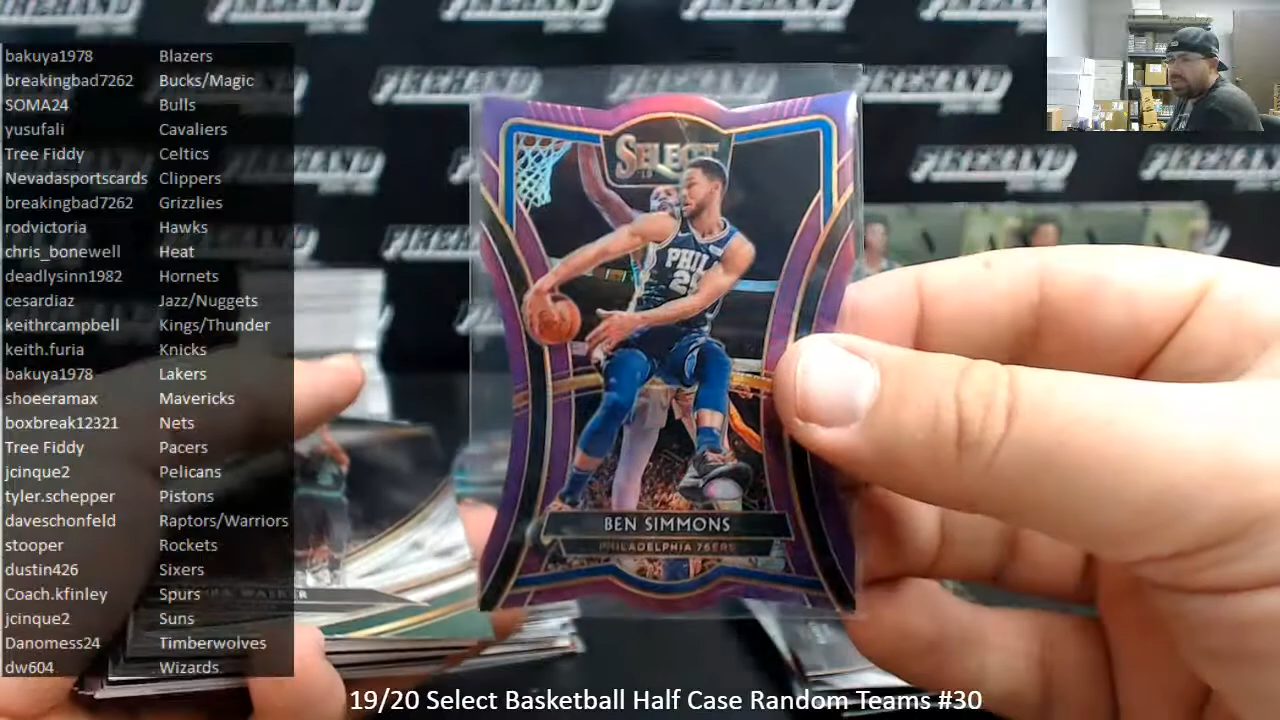 bakuya1978 Blazers
breakingbad7262 Bucks/Magic
SOMA24 Bulls
yusufali Cavaliers
Tree Fiddy Celtics
Nevadasportscards Clippers
breakingbad7262 Grizzlies
rodvictoria Hawks
chris_bonewell Heat
deadlysinn1982 Hornets
cesardiaz Jazz/Nuggets
keithrcampbell Kings/Thunder
keith.furia Knicks
bakuya1978 Lakers
shoeeramax Mavericks
boxbreak12321 Nets
Tree Fiddy Pacers
jcinque2 Pelicans
tyler.schepper Pistons
daveschonfeld Raptors/Warriors
stooper Rockets
dustin426 Sixers
Coach.kfinley Spurs
jcinque2 Suns
Danomess24 Timberwolves
dw604 Wizards
FIREHAND
SELECT
PHILA
25
BEN SIMMONS
PHILADELPHIA 76ERS
WALKER
19/20 Select Basketball Half Case Random Teams #30